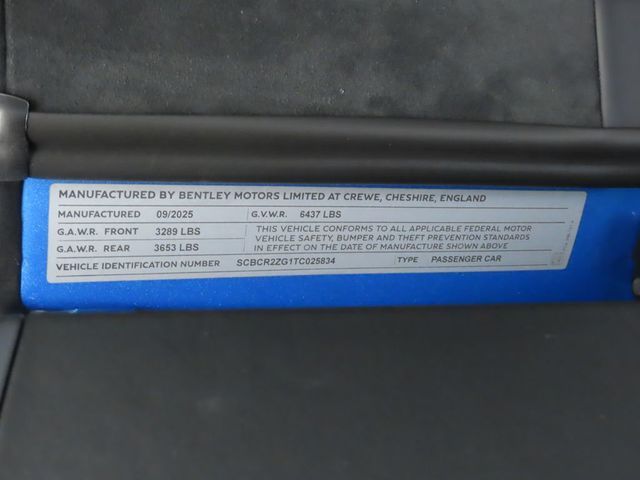 MANUFACTURED BY BENTLEY MOTORS LIMITED AT CREWE, CHESHIRE, ENGLAND
MANUFACTURED 09/2025 G.V.W.R. 6437 LBS
G.A.W.R. FRONT 3289 LBS
G.A.W.R. REAR 3653 LBS
THIS VEHICLE CONFORMS TO ALL APPLICABLE FEDERAL MOTOR
VEHICLE SAFETY, BUMPER AND THEFT PREVENTION STANDARDS
IN EFFECT ON THE DATE OF MANUFACTURE SHOWN ABOVE
VEHICLE IDENTIFICATION NUMBER SCBCR2ZG1TC025834 TYPE PASSENGER CAR